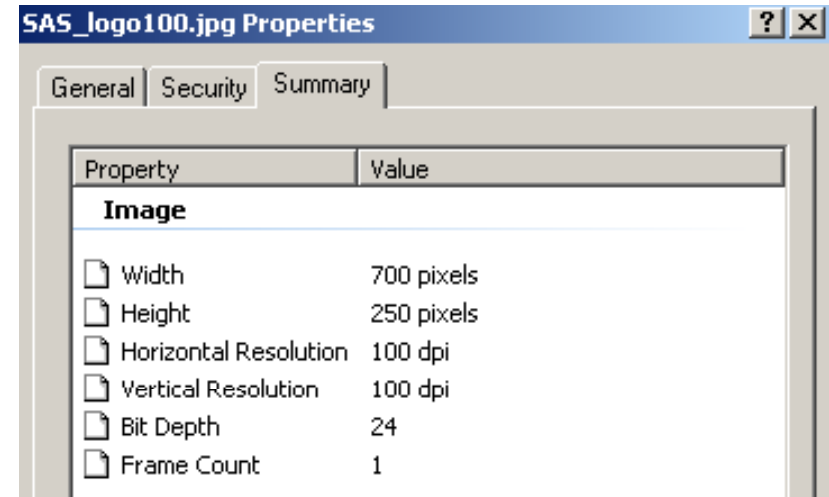 SAS_logo100.jpg Properties
General Security Summary
Property Value
Image
Width 700 pixels
Height 250 pixels
Horizontal Resolution 100 dpi
Vertical Resolution 100 dpi
Bit Depth 24
Frame Count 1